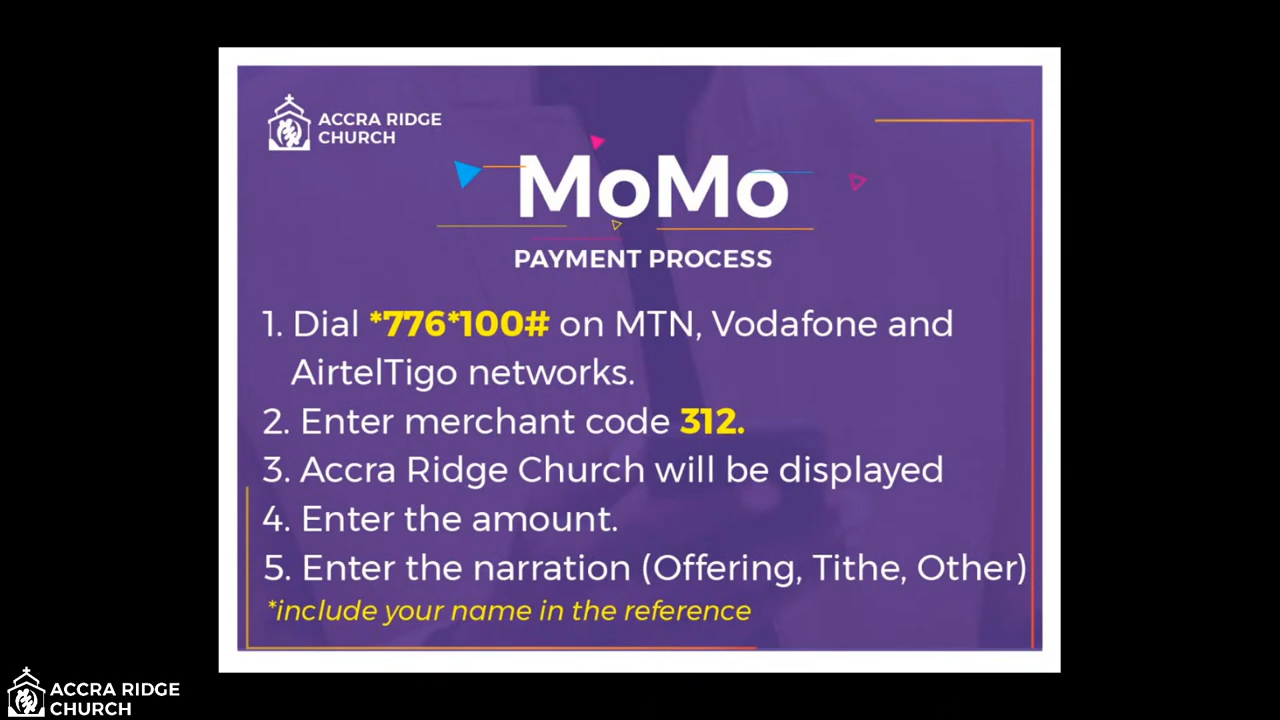 ACCRA RIDGE
CHURCH
MoMo
PAYMENT PROCESS
1. Dial *776*100# on MTN, Vodafone and
AirtelTigo networks.
2. Enter merchant code 312.
3. Accra Ridge Church will be displayed
4. Enter the amount.
5. Enter the narration (Offering, Tithe, Other)
*include your name in the reference
ACCRA RIDGE
CHURCH